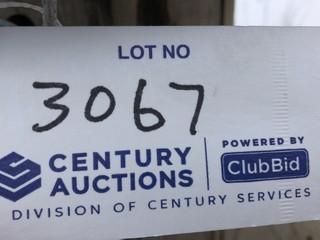 LOT NO
3067
CENTURY
AUCTIONS
POWERED BY
ClubBid
DIVISION OF CENTURY SERVICES